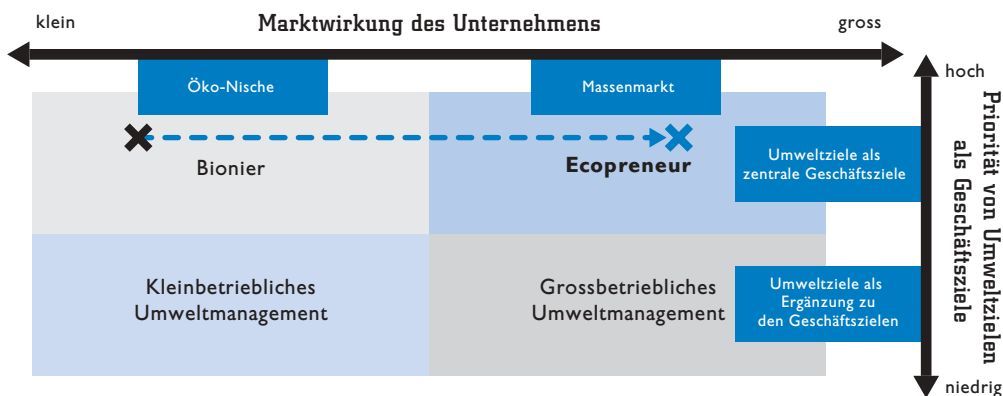 klein
Marktwirkung des Unternehmens
gross
Öko-Nische
Massenmarkt
hoch
Bionier
Ecopreneur
Umweltziele als
zentrale Geschäftsziele
Priorität von Umweltzielen
als Geschäftsziele
Kleinbetriebliches
Umweltmanagement
Grossbetriebliches
Umweltmanagement
Umweltziele als
Ergänzung zu
den Geschäftszielen
niedrig